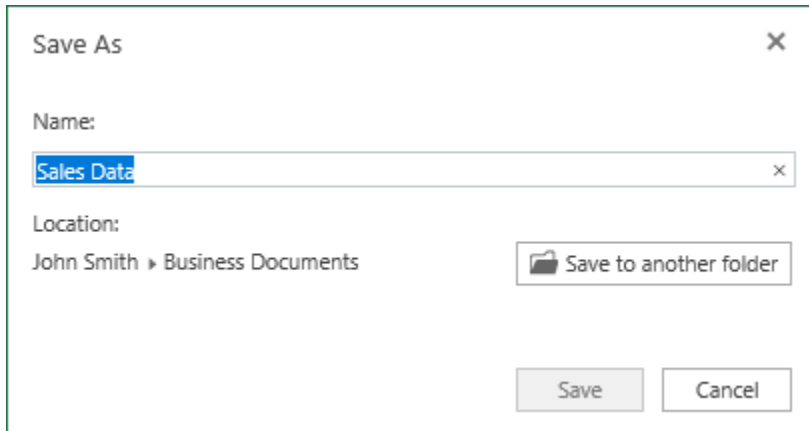 Save As
Name:
Sales Data
Location:
John Smith ▸ Business Documents
Save to another folder
Save
Cancel